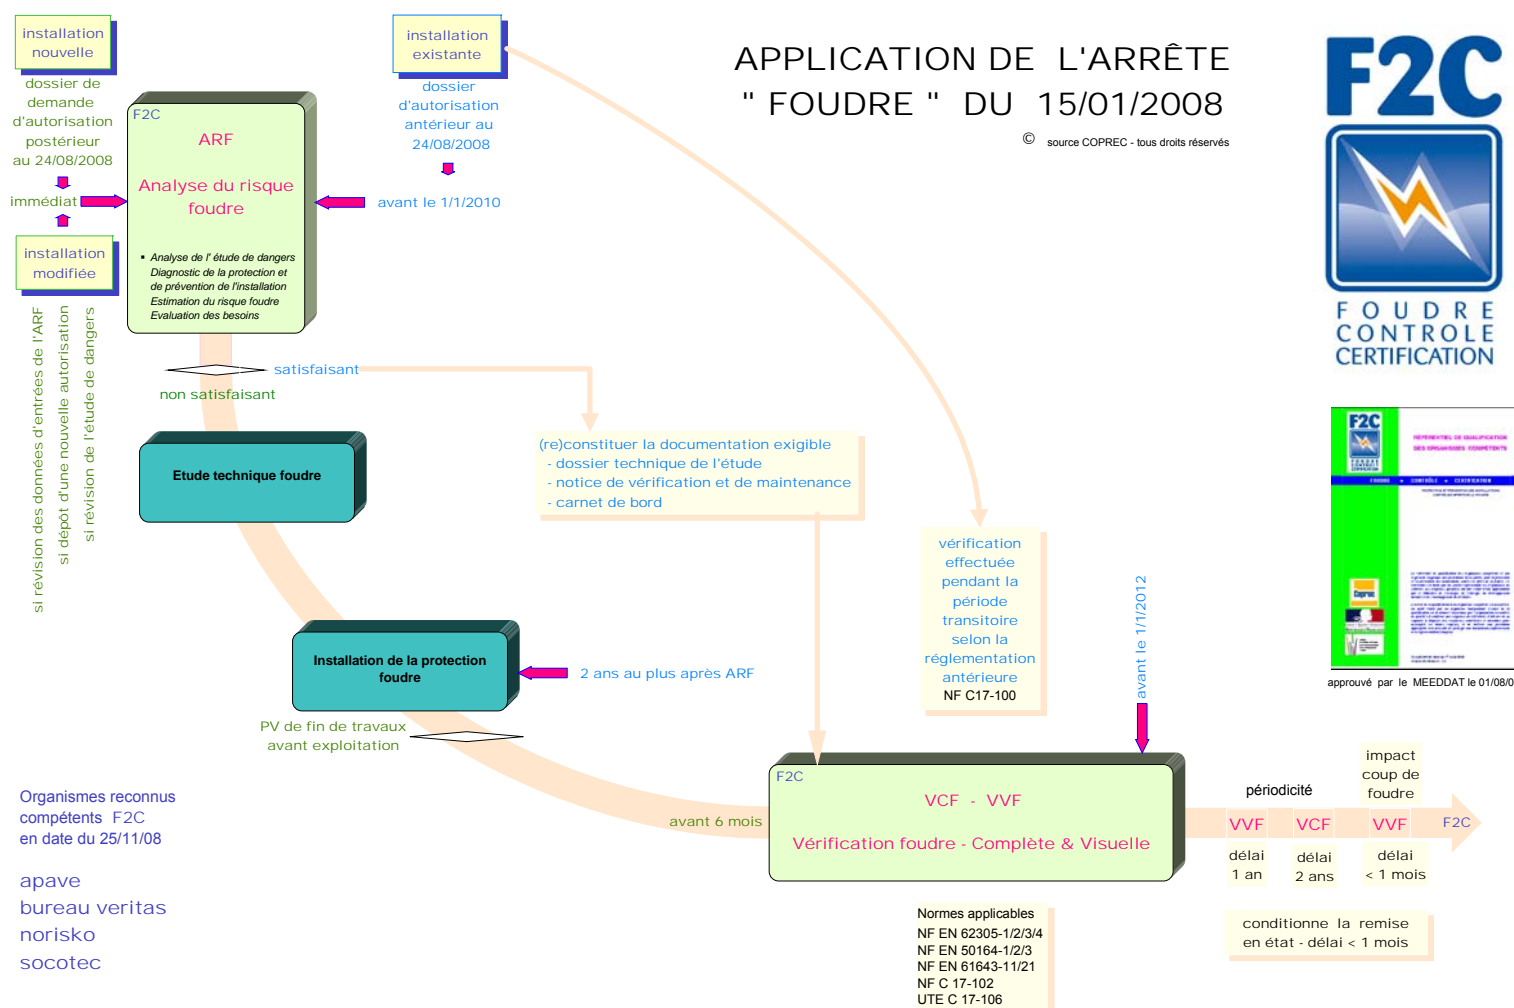 installation
nouvelle
dossier de
demande
d'autorisation
postérieur
au 24/08/2008
immédiat
installation
modifiée
si révision des données d'entrées de l'ARF
si dépôt d'une nouvelle autorisation
si révision de l'étude de dangers
F2C
ARF
Analyse du risque
foudre
▪ Analyse de l' étude de dangers
Diagnostic de la protection et
de prévention de l'installation
Estimation du risque foudre
Evaluation des besoins
installation
existante
dossier
d'autorisation
antérieur au
24/08/2008
avant le 1/1/2010
APPLICATION DE L'ARRÊTE
" FOUDRE " DU 15/01/2008
© source COPREC - tous droits réservés
F2C
FOUDRE
CONTROLE
CERTIFICATION
satisfaisant
non satisfaisant
Etude technique foudre
(re)constituer la documentation exigible
- dossier technique de l'étude
- notice de vérification et de maintenance
- carnet de bord
vérification
effectuée
pendant la
période
transitoire
selon la
réglementation
antérieure
NF C17-100
avant le 1/1/2012
F2C
RÉFÉRENTIEL DE QUALIFICATION
DES ORGANISMES COMPÉTENTS
FOUDRE • CONTRÔLE • CERTIFICATION
Coprec
approuvé par le MEEDDAT le 01/08/0
Installation de la protection
foudre
2 ans au plus après ARF
PV de fin de travaux
avant exploitation
avant 6 mois
F2C
VCF - VVF
Vérification foudre - Complète & Visuelle
périodicité
impact
coup de
foudre
VVF
VCF
VVF
F2C
délai
1 an
délai
2 ans
délai
< 1 mois
conditionne la remise
en état - délai < 1 mois
Organismes reconnus
compétents F2C
en date du 25/11/08
apave
bureau veritas
norisko
socotec
Normes applicables
NF EN 62305-1/2/3/4
NF EN 50164-1/2/3
NF EN 61643-11/21
NF C 17-102
UTE C 17-106